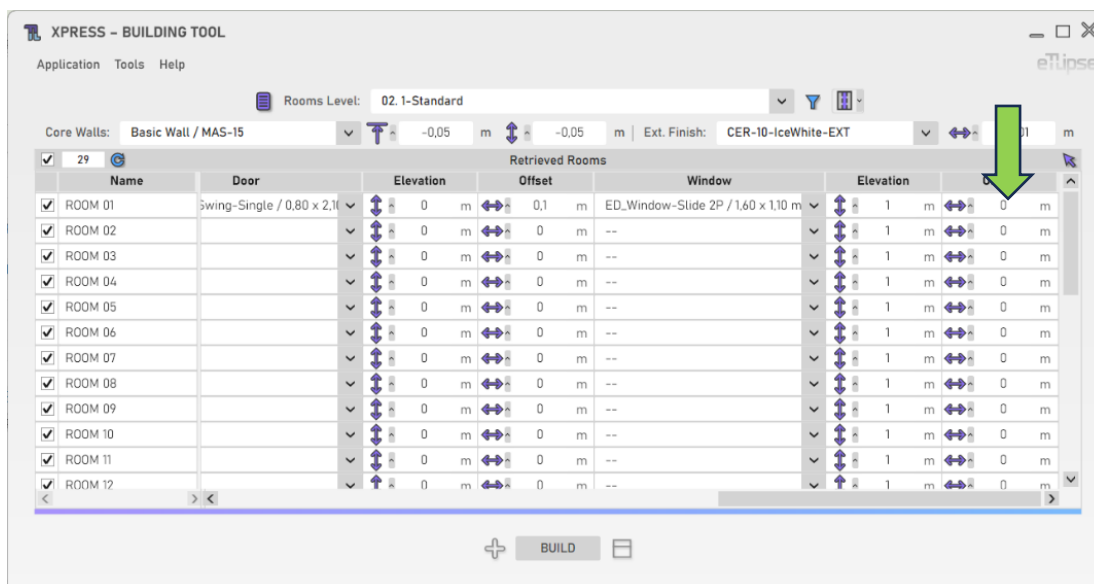 XPRESS – BUILDING TOOL
Application Tools Help
eTLipse
Rooms Level: 02. 1-Standard
Core Walls: Basic Wall / MAS-15 -0,05 m -0,05 m Ext. Finish: CER-10-IceWhite-EXT m
29 Retrieved Rooms
Name Door Elevation Offset Window Elevation
ROOM 01 Swing-Single / 0,80 x 2,10 0 m 0,1 m ED_Window-Slide 2P / 1,60 x 1,10 m 1 m 0 m
ROOM 02 0 m 0 m -- 1 m 0 m
ROOM 03 0 m 0 m -- 1 m 0 m
ROOM 04 0 m 0 m -- 1 m 0 m
ROOM 05 0 m 0 m -- 1 m 0 m
ROOM 06 0 m 0 m -- 1 m 0 m
ROOM 07 0 m 0 m -- 1 m 0 m
ROOM 08 0 m 0 m -- 1 m 0 m
ROOM 09 0 m 0 m -- 1 m 0 m
ROOM 10 0 m 0 m -- 1 m 0 m
ROOM 11 0 m 0 m -- 1 m 0 m
ROOM 12 0 m 0 m -- 1 m 0 m
BUILD